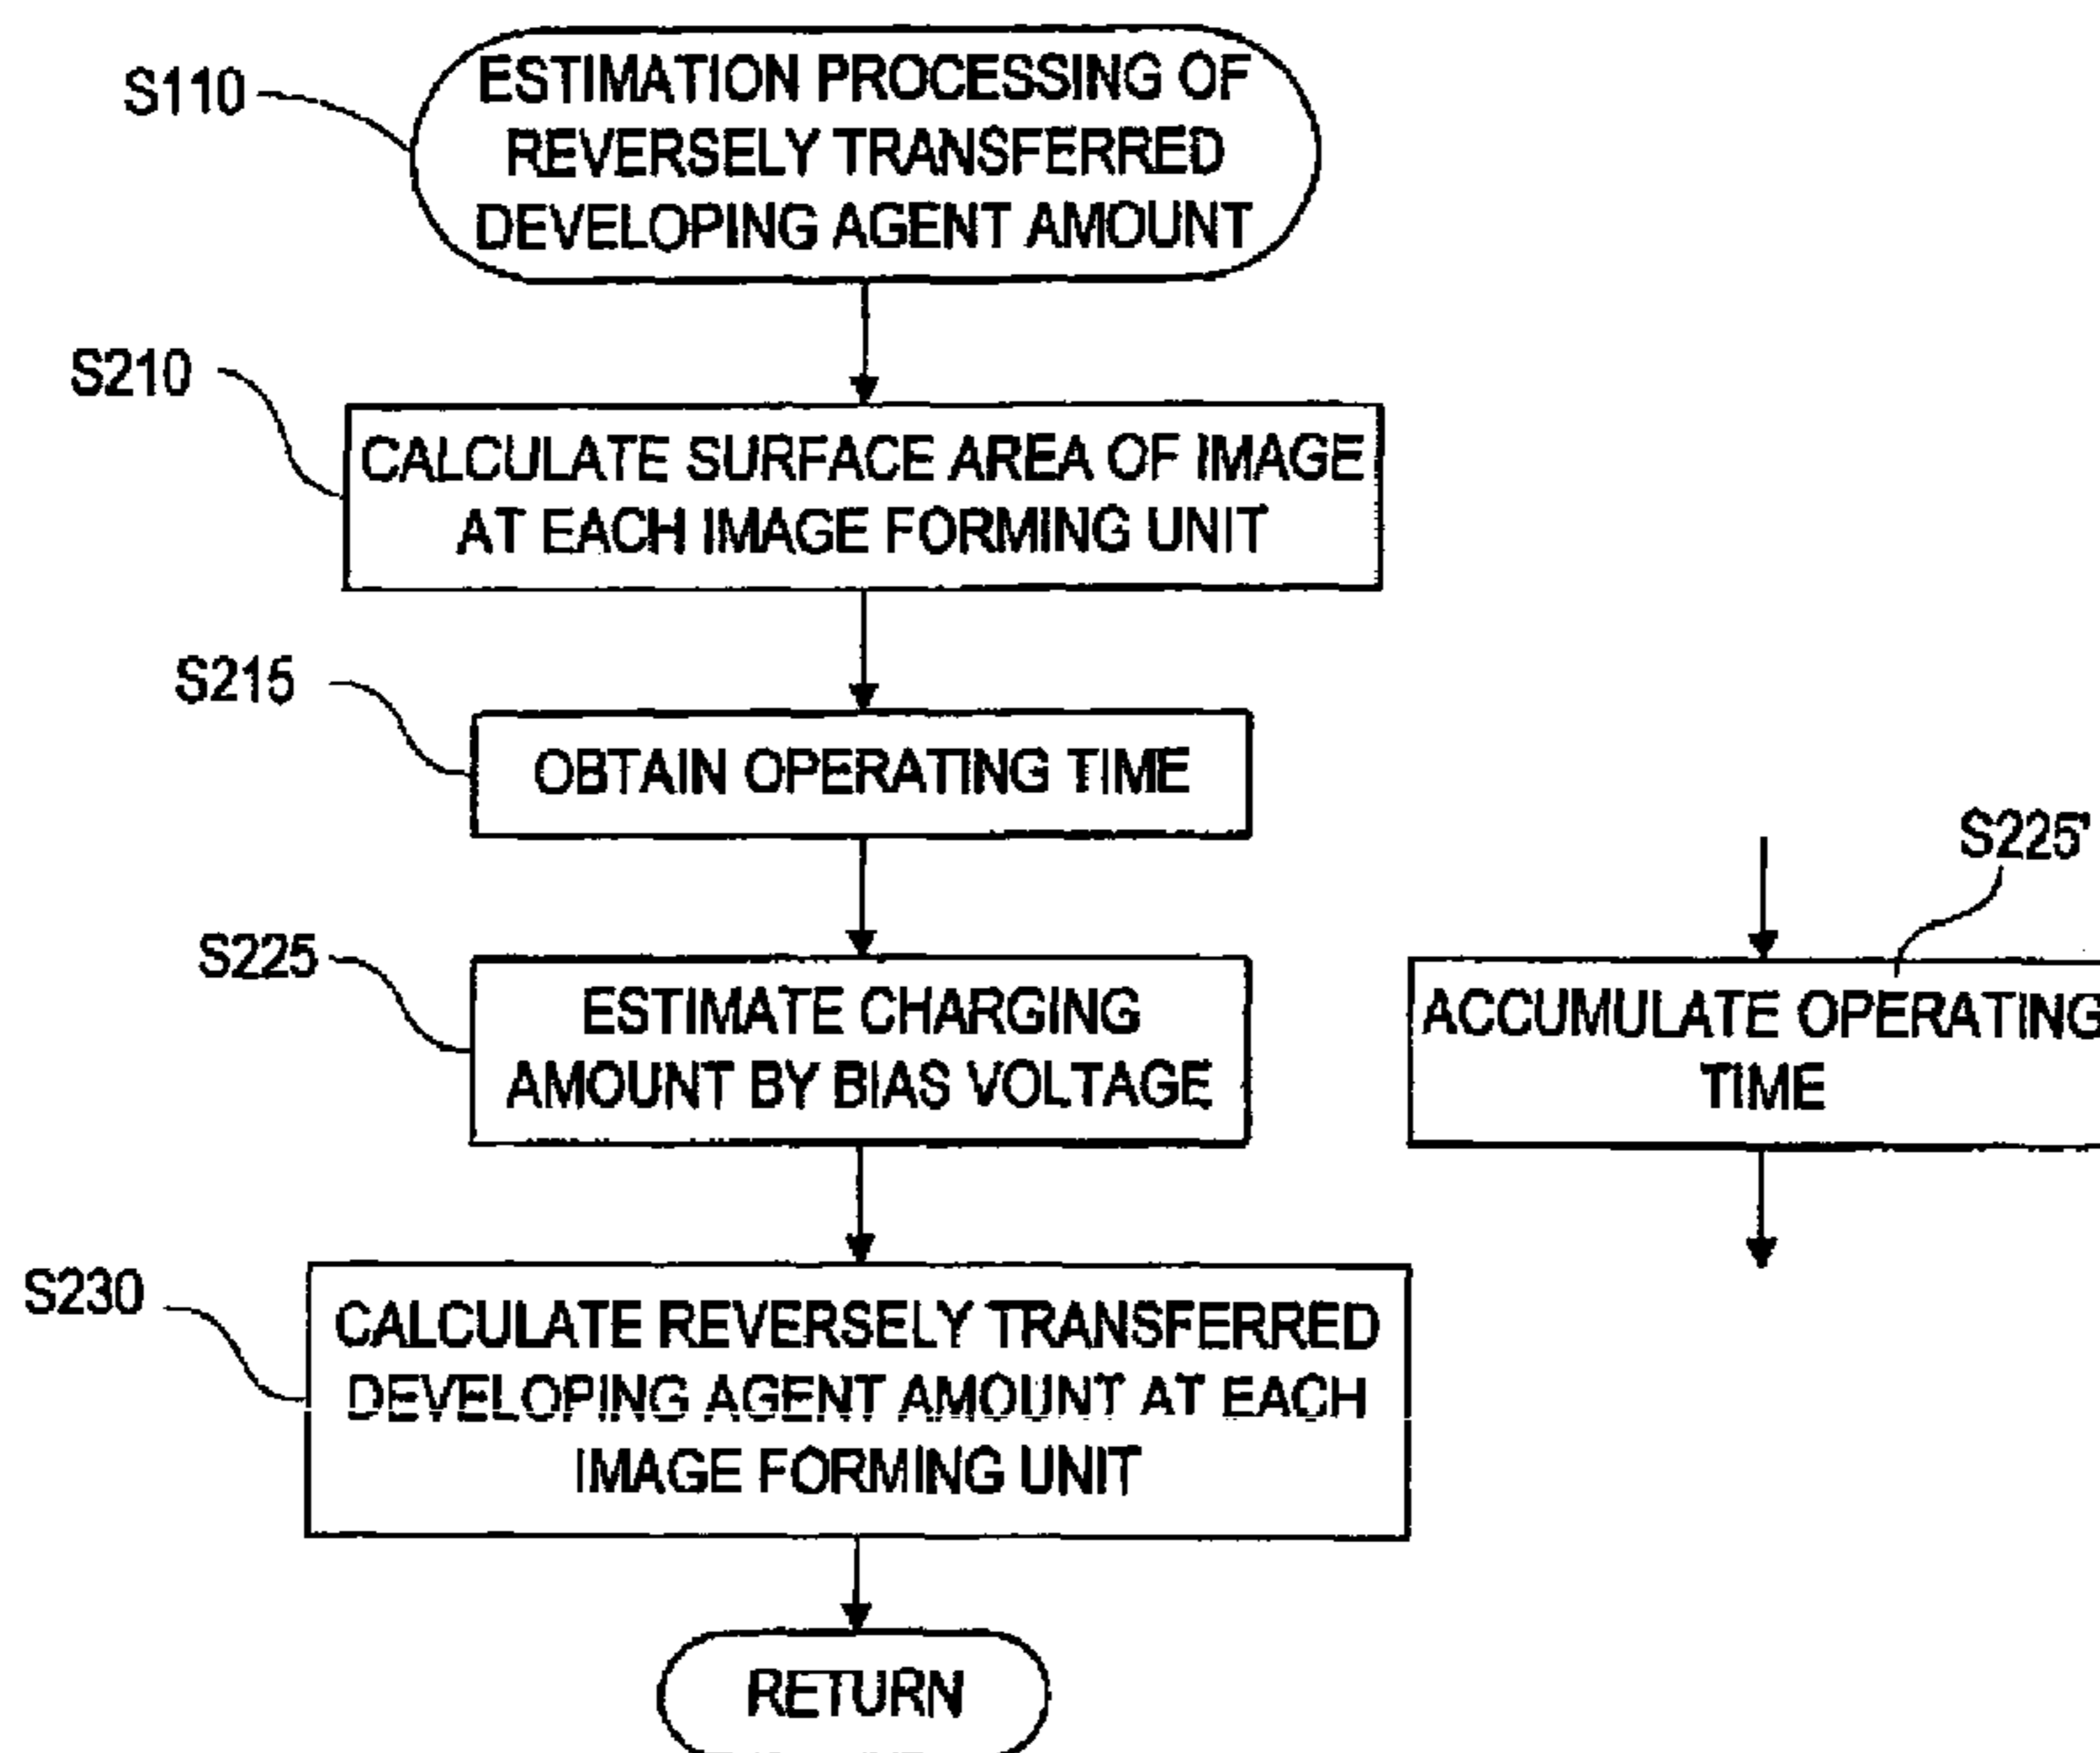 S110
ESTIMATION PROCESSING OF
REVERSELY TRANSFERRED
DEVELOPING AGENT AMOUNT
S210
CALCULATE SURFACE AREA OF IMAGE
AT EACH IMAGE FORMING UNIT
S215
OBTAIN OPERATING TIME
S225
ESTIMATE CHARGING
AMOUNT BY BIAS VOLTAGE
S225'
ACCUMULATE OPERATING
TIME
S230
CALCULATE REVERSELY TRANSFERRED
DEVELOPING AGENT AMOUNT AT EACH
IMAGE FORMING UNIT
RETURN